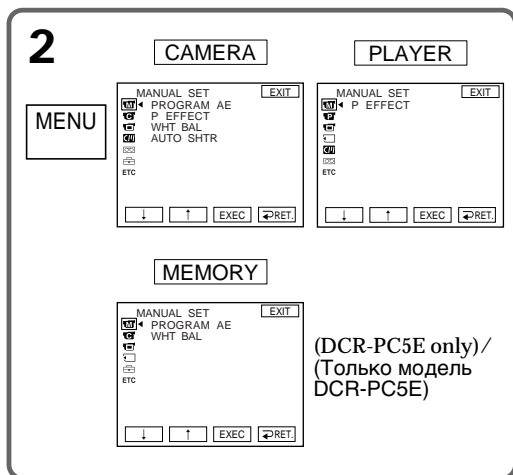 2
CAMERA
PLAYER
MENU
MANUAL SET
EXIT
PROGRAM AE
P EFFECT
WHT BAL
AUTO SHTR
ETC
↓ ↑ EXEC RET.
MANUAL SET
EXIT
P EFFECT
ETC
↓ ↑ EXEC RET.
MEMORY
MANUAL SET
EXIT
PROGRAM AE
WHT BAL
ETC
↓ ↑ EXEC RET.
(DCR-PC5E only)/
(Только модель
DCR-PC5E)